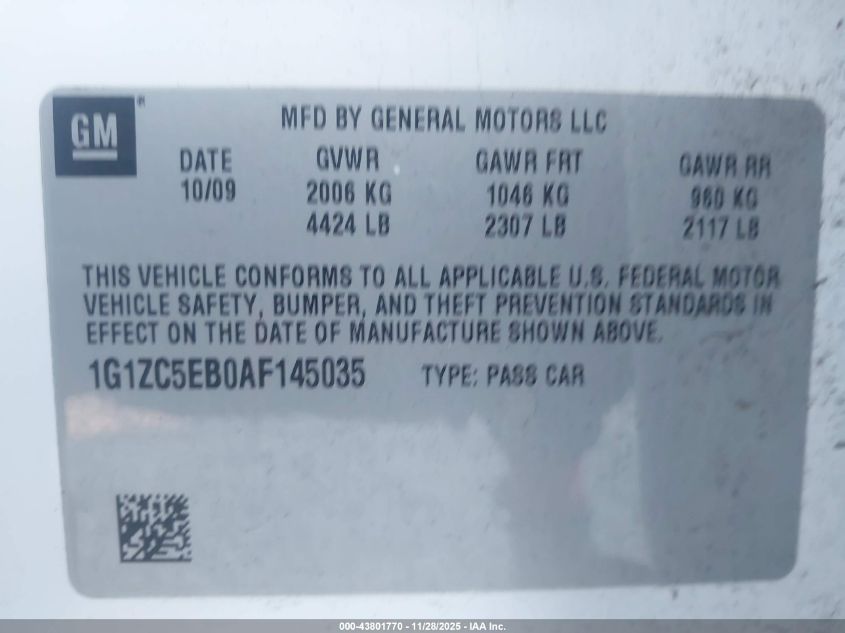 GM
MFD BY GENERAL MOTORS LLC
DATE GVWR GAWR FRT GAWR RR
10/09 2006 KG 1046 KG 960 KG
4424 LB 2307 LB 2117 LB
THIS VEHICLE CONFORMS TO ALL APPLICABLE U.S. FEDERAL MOTOR
VEHICLE SAFETY, BUMPER, AND THEFT PREVENTION STANDARDS IN
EFFECT ON THE DATE OF MANUFACTURE SHOWN ABOVE.
1G1ZC5EB0AF145035 TYPE: PASS CAR
000-43801770 - 11/28/2025 - IAA Inc.